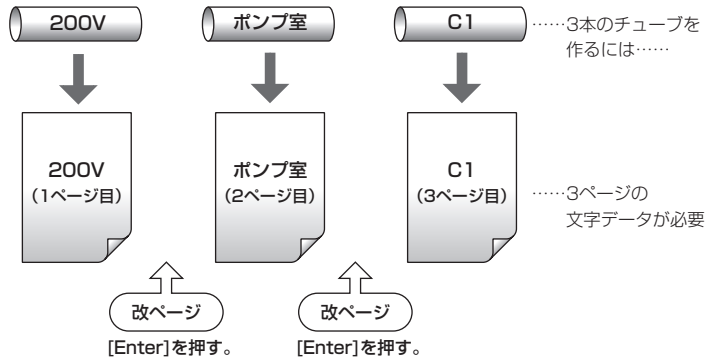 200V
ポンプ室
C1
……3本のチューブを
作るには……
200V
(1ページ目)
ポンプ室
(2ページ目)
C1
(3ページ目)
……3ページの
文字データが必要
改ページ
改ページ
[Enter]を押す。
[Enter]を押す。